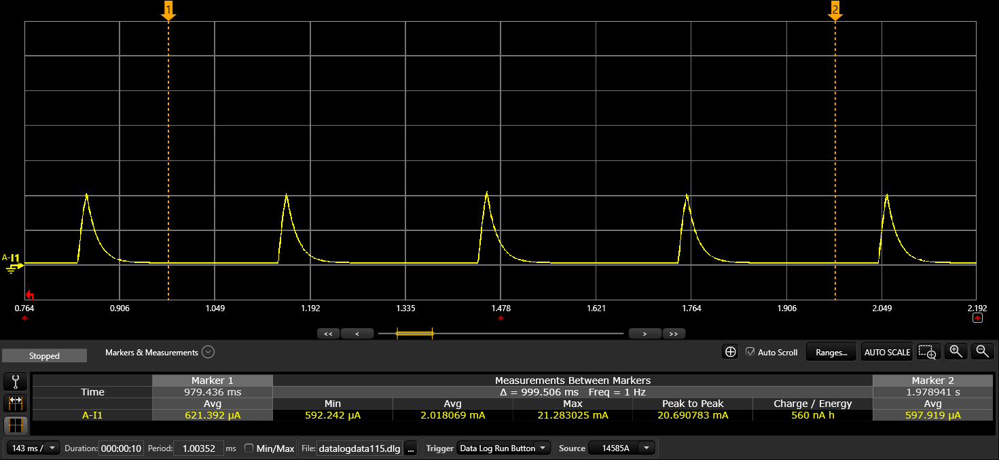 1 2
A-I1
0.764 0.906 1.049 1.192 1.335 1.478 1.621 1.764 1.906 2.049 2.192
<< < > >>
Stopped Markers & Measurements Auto Scroll Ranges... AUTO SCALE
Marker 1 Measurements Between Markers Marker 2
Time 979.436 ms Δ = 999.506 ms Freq = 1 Hz 1.978941 s
Avg Min Avg Max Peak to Peak Charge / Energy Avg
A-I1 621.392 µA 592.242 µA 2.018069 mA 21.283025 mA 20.690783 mA 560 nA h 597.919 µA
143 ms / Duration: 000:00:10 Period: 1.00352 ms Min/Max File: datalogdata115.dlg ... Trigger Data Log Run Button Source 14585A